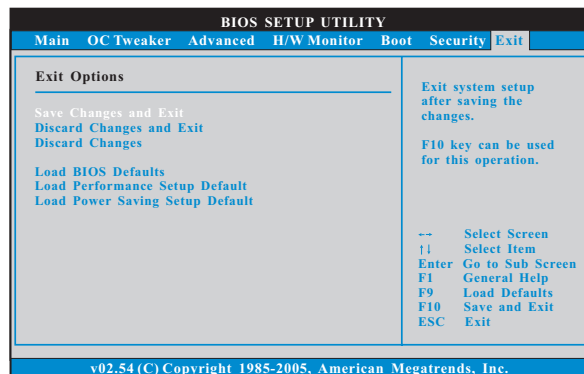 BIOS SETUP UTILITY
Main OC Tweaker Advanced H/W Monitor Boot Security Exit
Exit Options
Save Changes and Exit
Discard Changes and Exit
Discard Changes
Load BIOS Defaults
Load Performance Setup Default
Load Power Saving Setup Default
Exit system setup
after saving the
changes.
F10 key can be used
for this operation.
←→ Select Screen
↑↓ Select Item
Enter Go to Sub Screen
F1 General Help
F9 Load Defaults
F10 Save and Exit
ESC Exit
v02.54 (C) Copyright 1985-2005, American Megatrends, Inc.